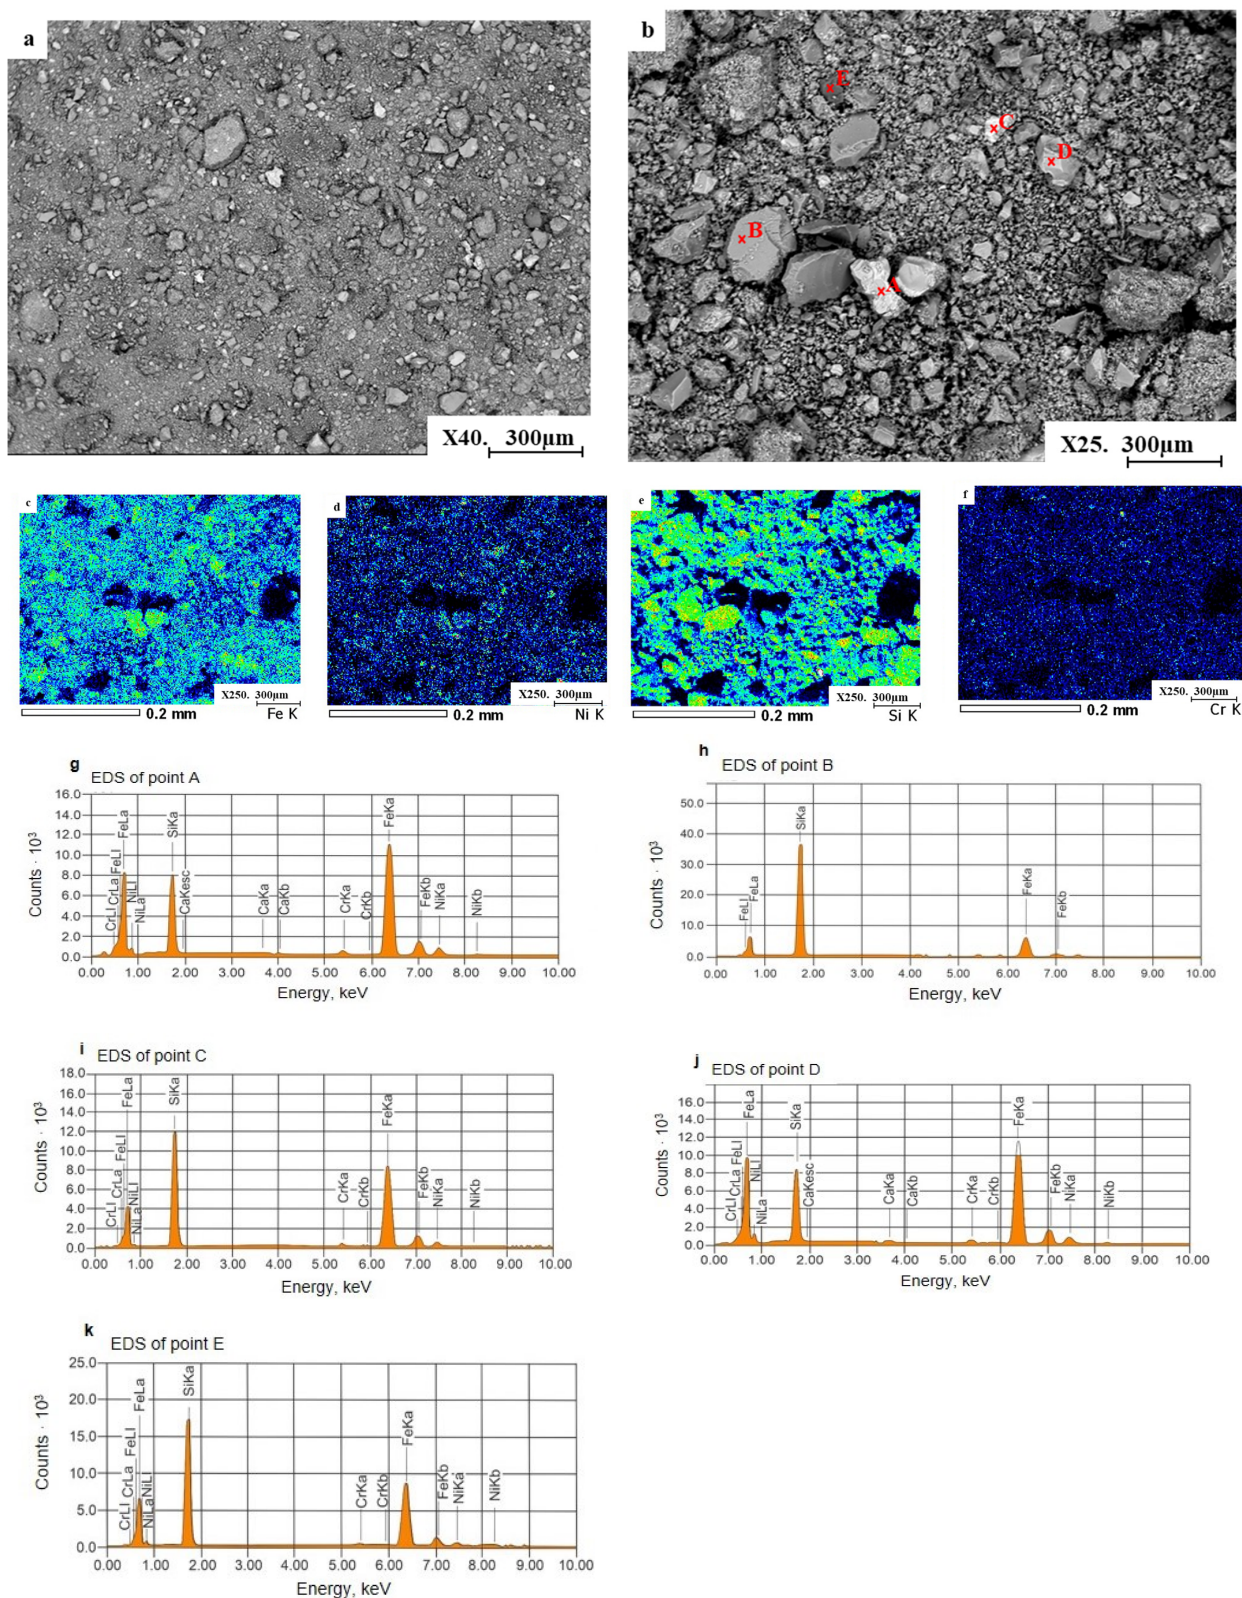 a
X40. 300μm
b
E
C
D
B
A
X25. 300μm
c
X250. 300μm
0.2 mm
Fe K
d
X250. 300μm
0.2 mm
Ni K
e
X250. 300μm
0.2 mm
Si K
f
X250. 300μm
0.2 mm
Cr K
g
EDS of point A
Counts · 10³
16.0
14.0
12.0
10.0
8.0
6.0
4.0
2.0
0.0
CrLl
CrLa
FeLl
FeLa
NiLl
NiLa
SiKa
CaKesc
CaKa
CaKb
CrKa
CrKb
FeKa
FeKb
NiKa
NiKb
0.00 1.00 2.00 3.00 4.00 5.00 6.00 7.00 8.00 9.00 10.00
Energy, keV
h
EDS of point B
Counts · 10³
50.0
40.0
30.0
20.0
10.0
0.0
FeLl
FeLa
SiKa
FeKa
FeKb
0.00 1.00 2.00 3.00 4.00 5.00 6.00 7.00 8.00 9.00 10.00
Energy, keV
i
EDS of point C
Counts · 10³
18.0
16.0
14.0
12.0
10.0
8.0
6.0
4.0
2.0
0.0
CrLl
CrLa
FeLl
FeLa
NiLa
NiLl
SiKa
CrKa
CrKb
FeKa
FeKb
NiKa
NiKb
0.00 1.00 2.00 3.00 4.00 5.00 6.00 7.00 8.00 9.00 10.00
Energy, keV
j
EDS of point D
Counts · 10³
16.0
14.0
12.0
10.0
8.0
6.0
4.0
2.0
0.0
CrLl
CrLa
FeLl
FeLa
NiLl
NiLa
SiKa
CaKesc
CaKa
CaKb
CrKa
CrKb
FeKa
FeKb
NiKa
NiKb
0.00 1.00 2.00 3.00 4.00 5.00 6.00 7.00 8.00 9.00 10.00
Energy, keV
k
EDS of point E
Counts · 10³
25.0
20.0
15.0
10.0
5.0
0.0
CrLl
CrLa
FeLl
FeLa
NiLa
NiLl
SiKa
CrKa
CrKb
FeKa
FeKb
NiKa
NiKb
0.00 1.00 2.00 3.00 4.00 5.00 6.00 7.00 8.00 9.00 10.00
Energy, keV